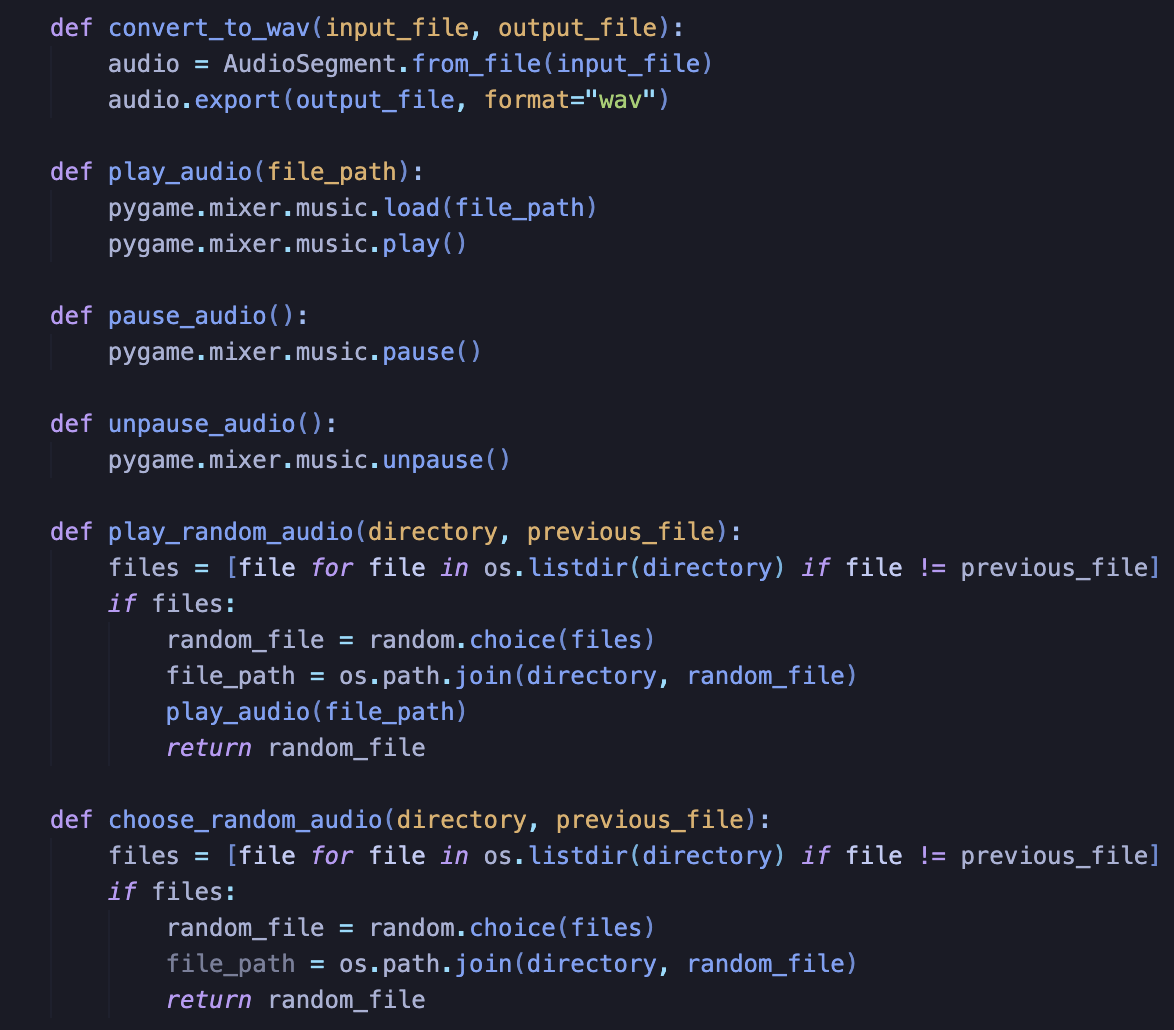 def convert_to_wav(input_file, output_file):
    audio = AudioSegment.from_file(input_file)
    audio.export(output_file, format="wav")

def play_audio(file_path):
    pygame.mixer.music.load(file_path)
    pygame.mixer.music.play()

def pause_audio():
    pygame.mixer.music.pause()

def unpause_audio():
    pygame.mixer.music.unpause()

def play_random_audio(directory, previous_file):
    files = [file for file in os.listdir(directory) if file != previous_file]
    if files:
        random_file = random.choice(files)
        file_path = os.path.join(directory, random_file)
        play_audio(file_path)
        return random_file

def choose_random_audio(directory, previous_file):
    files = [file for file in os.listdir(directory) if file != previous_file]
    if files:
        random_file = random.choice(files)
        file_path = os.path.join(directory, random_file)
        return random_file